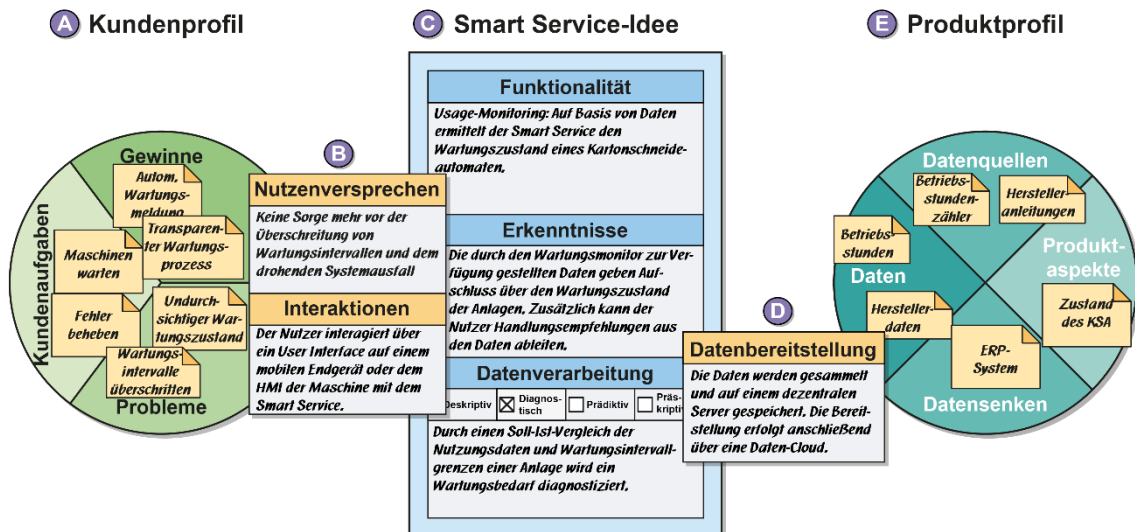 A Kundenprofil
Gewinne
Autom.
Wartungs-
meldung
Transparen-
ter Wartungs-
prozess
Kundenaufgaben
Maschinen
warten
Fehler
beheben
Undurch-
sichtiger War-
tungszustand
Wartungs-
intervalle
überschritten
Probleme
B
Nutzenversprechen
Keine Sorge mehr vor der
Überschreitung von
Wartungsintervallen und dem
drohenden Systemausfall
Interaktionen
Der Nutzer interagiert über
ein User Interface auf einem
mobilen Endgerät oder dem
HMI der Maschine mit dem
Smart Service.
C Smart Service-Idee
Funktionalität
Usage-Monitoring: Auf Basis von Daten
ermittelt der Smart Service den
Wartungszustand eines Kartonschneide-
automaten.
Erkenntnisse
Die durch den Wartungsmonitor zur Ver-
fügung gestellten Daten geben Auf-
schluss über den Wartungszustand
der Anlagen. Zusätzlich kann der
Nutzer Handlungsempfehlungen aus
den Daten ableiten.
Datenverarbeitung
Deskriptiv
Diagnos-
tisch
Prädiktiv
Präs-
kriptiv
Durch einen Soll-Ist-Vergleich der
Nutzungsdaten und Wartungsintervall-
grenzen einer Anlage wird ein
Wartungsbedarf diagnostiziert.
D
Datenbereitstellung
Die Daten werden gesammelt
und auf einem dezentralen
Server gespeichert. Die Bereit-
stellung erfolgt anschließend
über eine Daten-Cloud.
E Produktprofil
Datenquellen
Betriebs-
stunden-
zähler
Hersteller-
anleitungen
Betriebs-
stunden
Daten
Hersteller-
daten
Produkt-
aspekte
Zustand
des KSA
ERP-
System
Datensenken